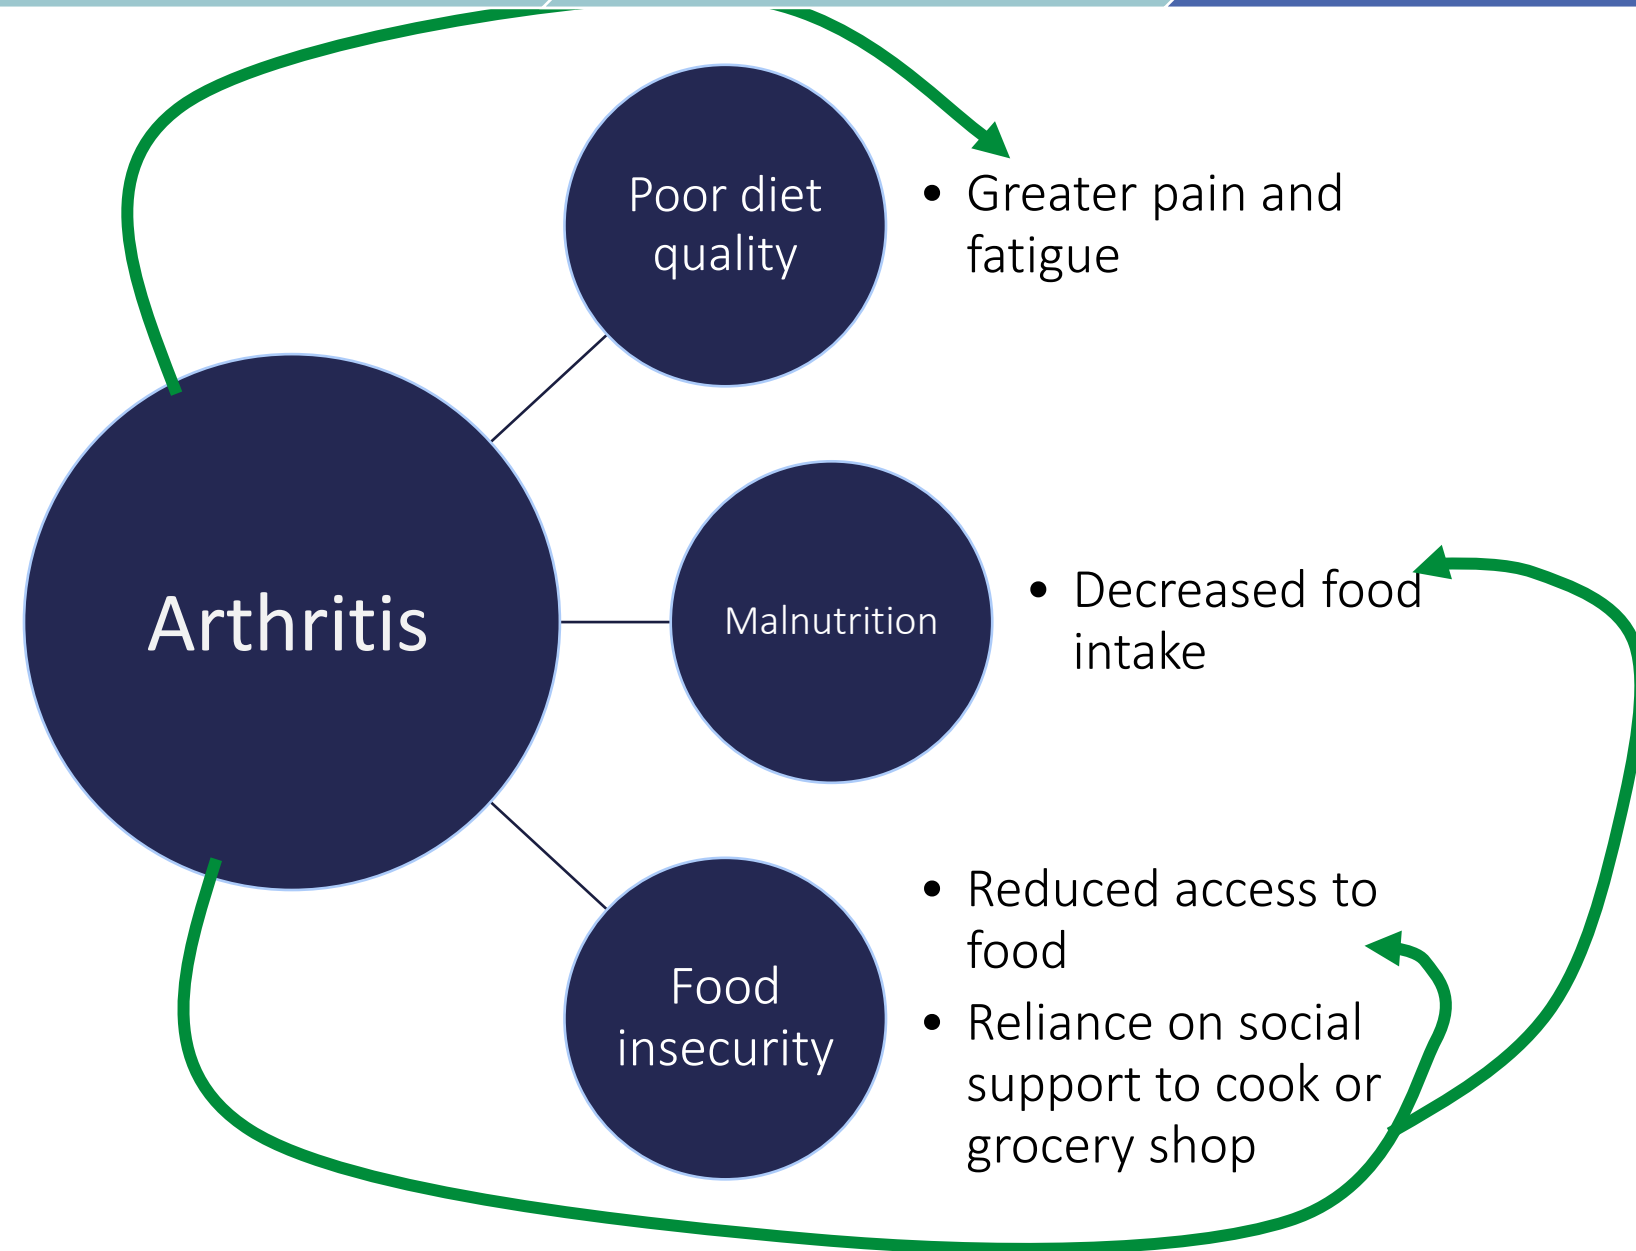 Poor diet
quality
• Greater pain and
fatigue
Arthritis
Malnutrition
• Decreased food
intake
Food
insecurity
• Reduced access to
food
• Reliance on social
support to cook or
grocery shop